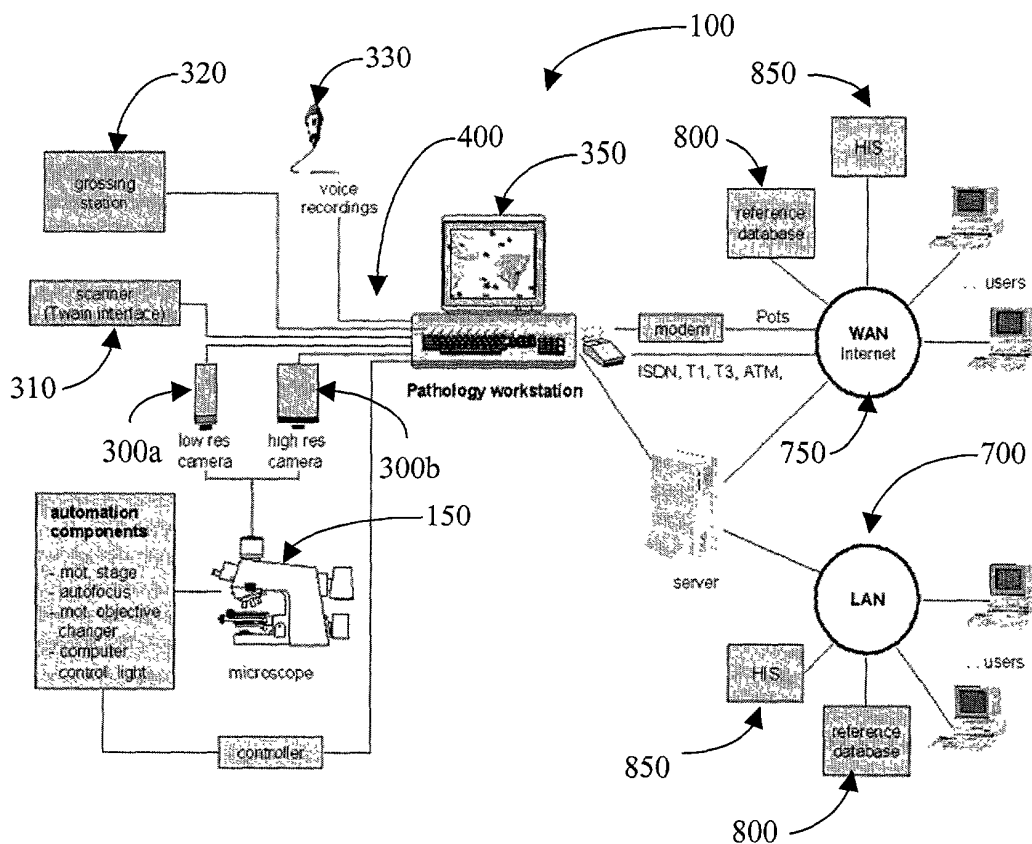 100
330
850
320
800
350
400
HIS
grossing
station
voice
recordings
reference
database
.. users
scanner
(Twain interface)
modem
Pots
WAN
Internet
ISDN, T1, T3, ATM,
310
Pathology workstation
300a
low res
camera
high res
camera
300b
750
700
automation
components
- mot. stage
- autofocus
- mot. objective
changer
- computer
- control. light
150
microscope
server
LAN
.. users
HIS
850
reference
database
controller
800